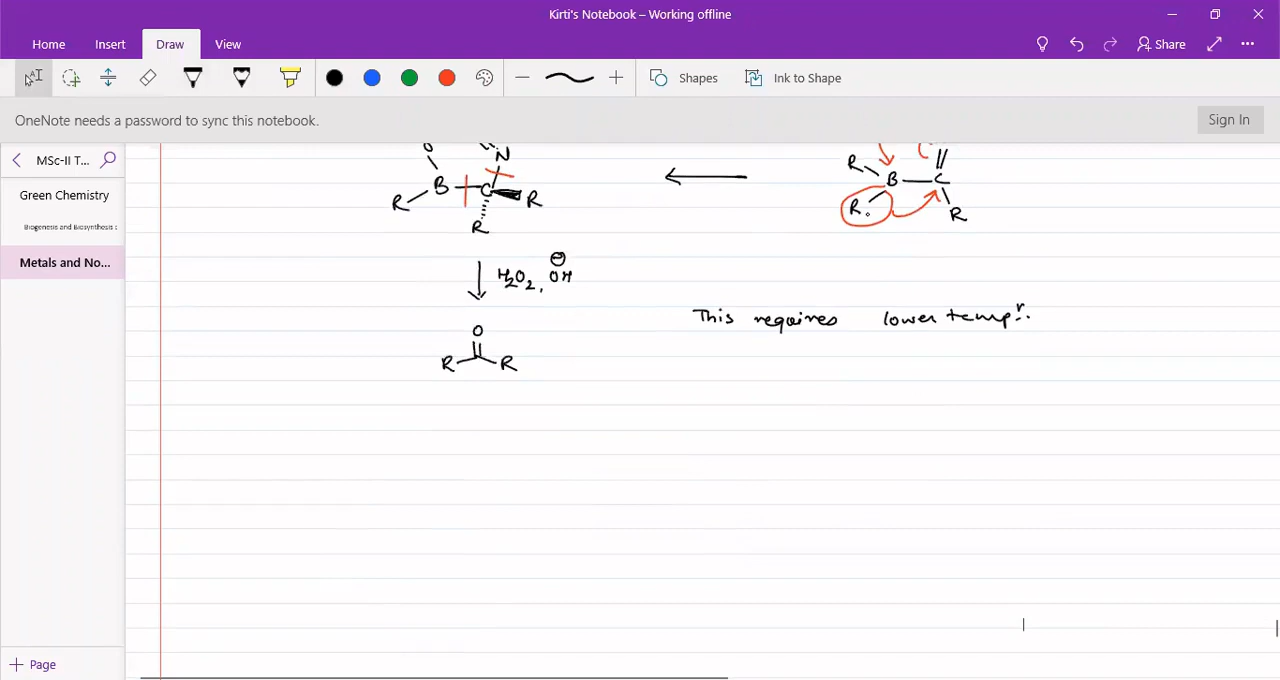 Kirti's Notebook – Working offline
Home Insert Draw View
Share
Shapes Ink to Shape
OneNote needs a password to sync this notebook.
Sign In
MSc-II T...
Green Chemistry
Biogenesis and Biosynthesis :
Metals and No...
O
N
R B C R
R
R B C
R R
H2O2, ⊖OH
This requires lower temp^r.
O
R R
Page